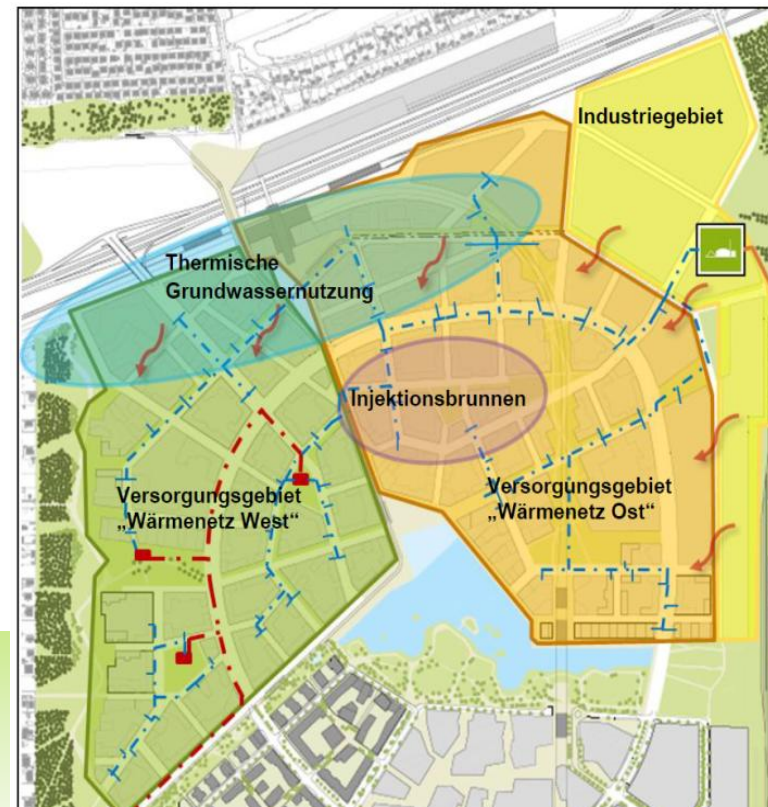 Industriegebiet
Thermische
Grundwassernutzung
Injektionsbrunnen
Versorgungsgebiet
„Wärmenetz West“
Versorgungsgebiet
„Wärmenetz Ost“